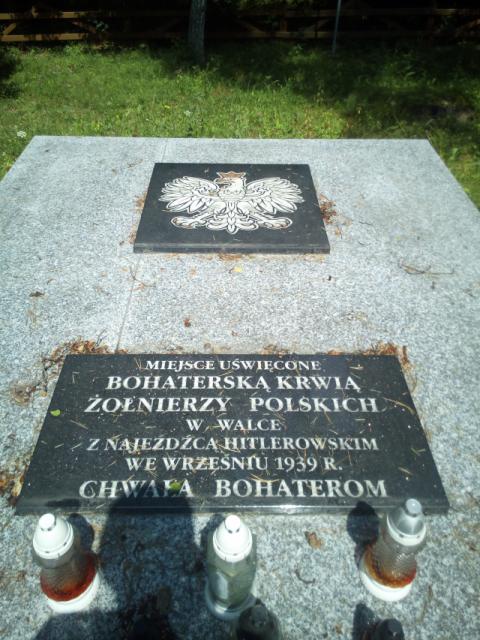 MIEJSCE UŚWIĘCONE
BOHATERSKĄ KRWIĄ
ŻOŁNIERZY POLSKICH
W WALCE
Z NAJEŹDŹCĄ HITLEROWSKIM
WE WRZEŚNIU 1939 R.
CHWAŁA BOHATEROM